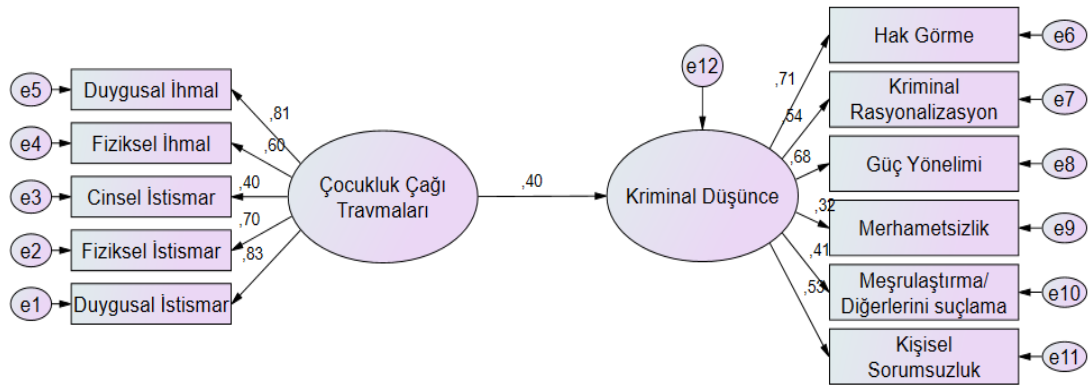 e5
Duygusal İhmal
,81
e4
Fiziksel İhmal
,60
e3
Cinsel İstismar
,40
e2
Fiziksel İstismar
,70
e1
Duygusal İstismar
,83
Çocukluk Çağı
Travmaları
,40
e12
Kriminal Düşünce
,71
Hak Görme
e6
,54
Kriminal
Rasyonalizasyon
e7
,68
Güç Yönelimi
e8
,32
Merhametsizlik
e9
,41
Meşrulaştırma/
Diğerlerini suçlama
e10
,53
Kişisel
Sorumsuzluk
e11